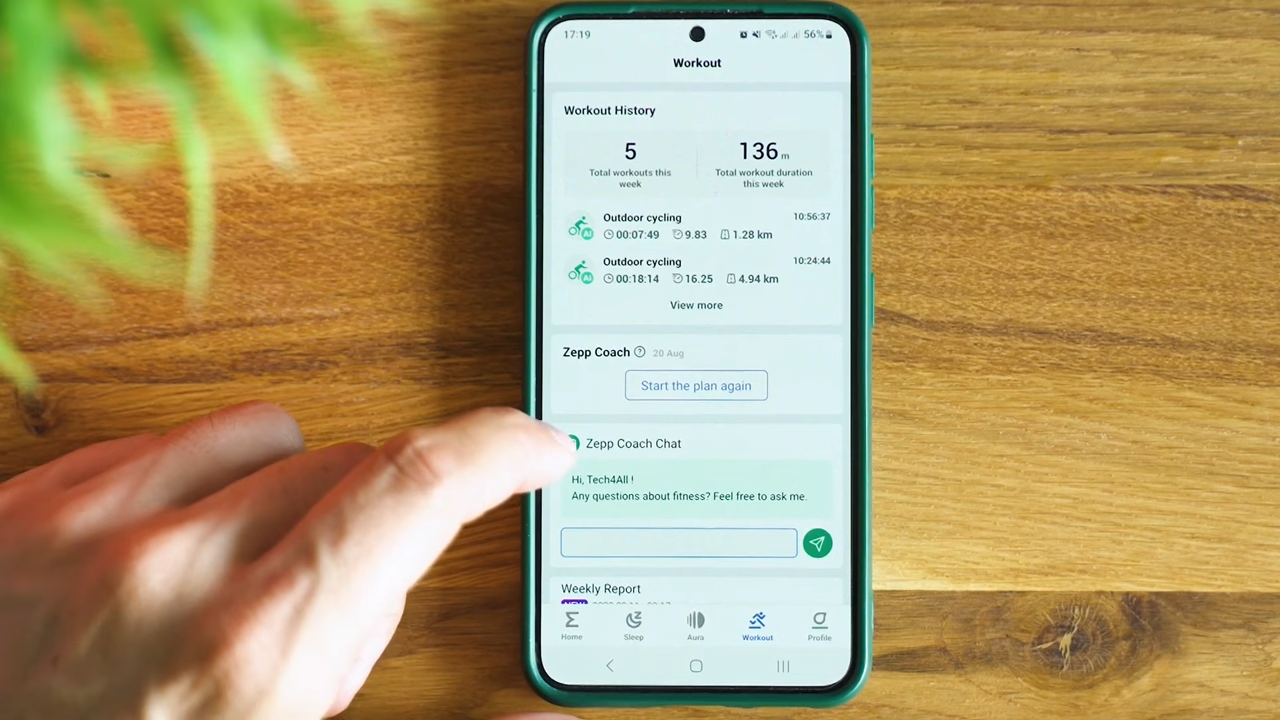 17:19 56%
Workout
Workout History
5 136 m
Total workouts this week Total workout duration this week
Outdoor cycling 10:56:37
00:07:49 9.83 1.28 km
Outdoor cycling 10:24:44
00:18:14 16.25 4.94 km
View more
Zepp Coach ? 20 Aug
Start the plan again
Zepp Coach Chat
Hi, Tech4All !
Any questions about fitness? Feel free to ask me.
Weekly Report
NEW
Home Sleep Aura Workout Profile